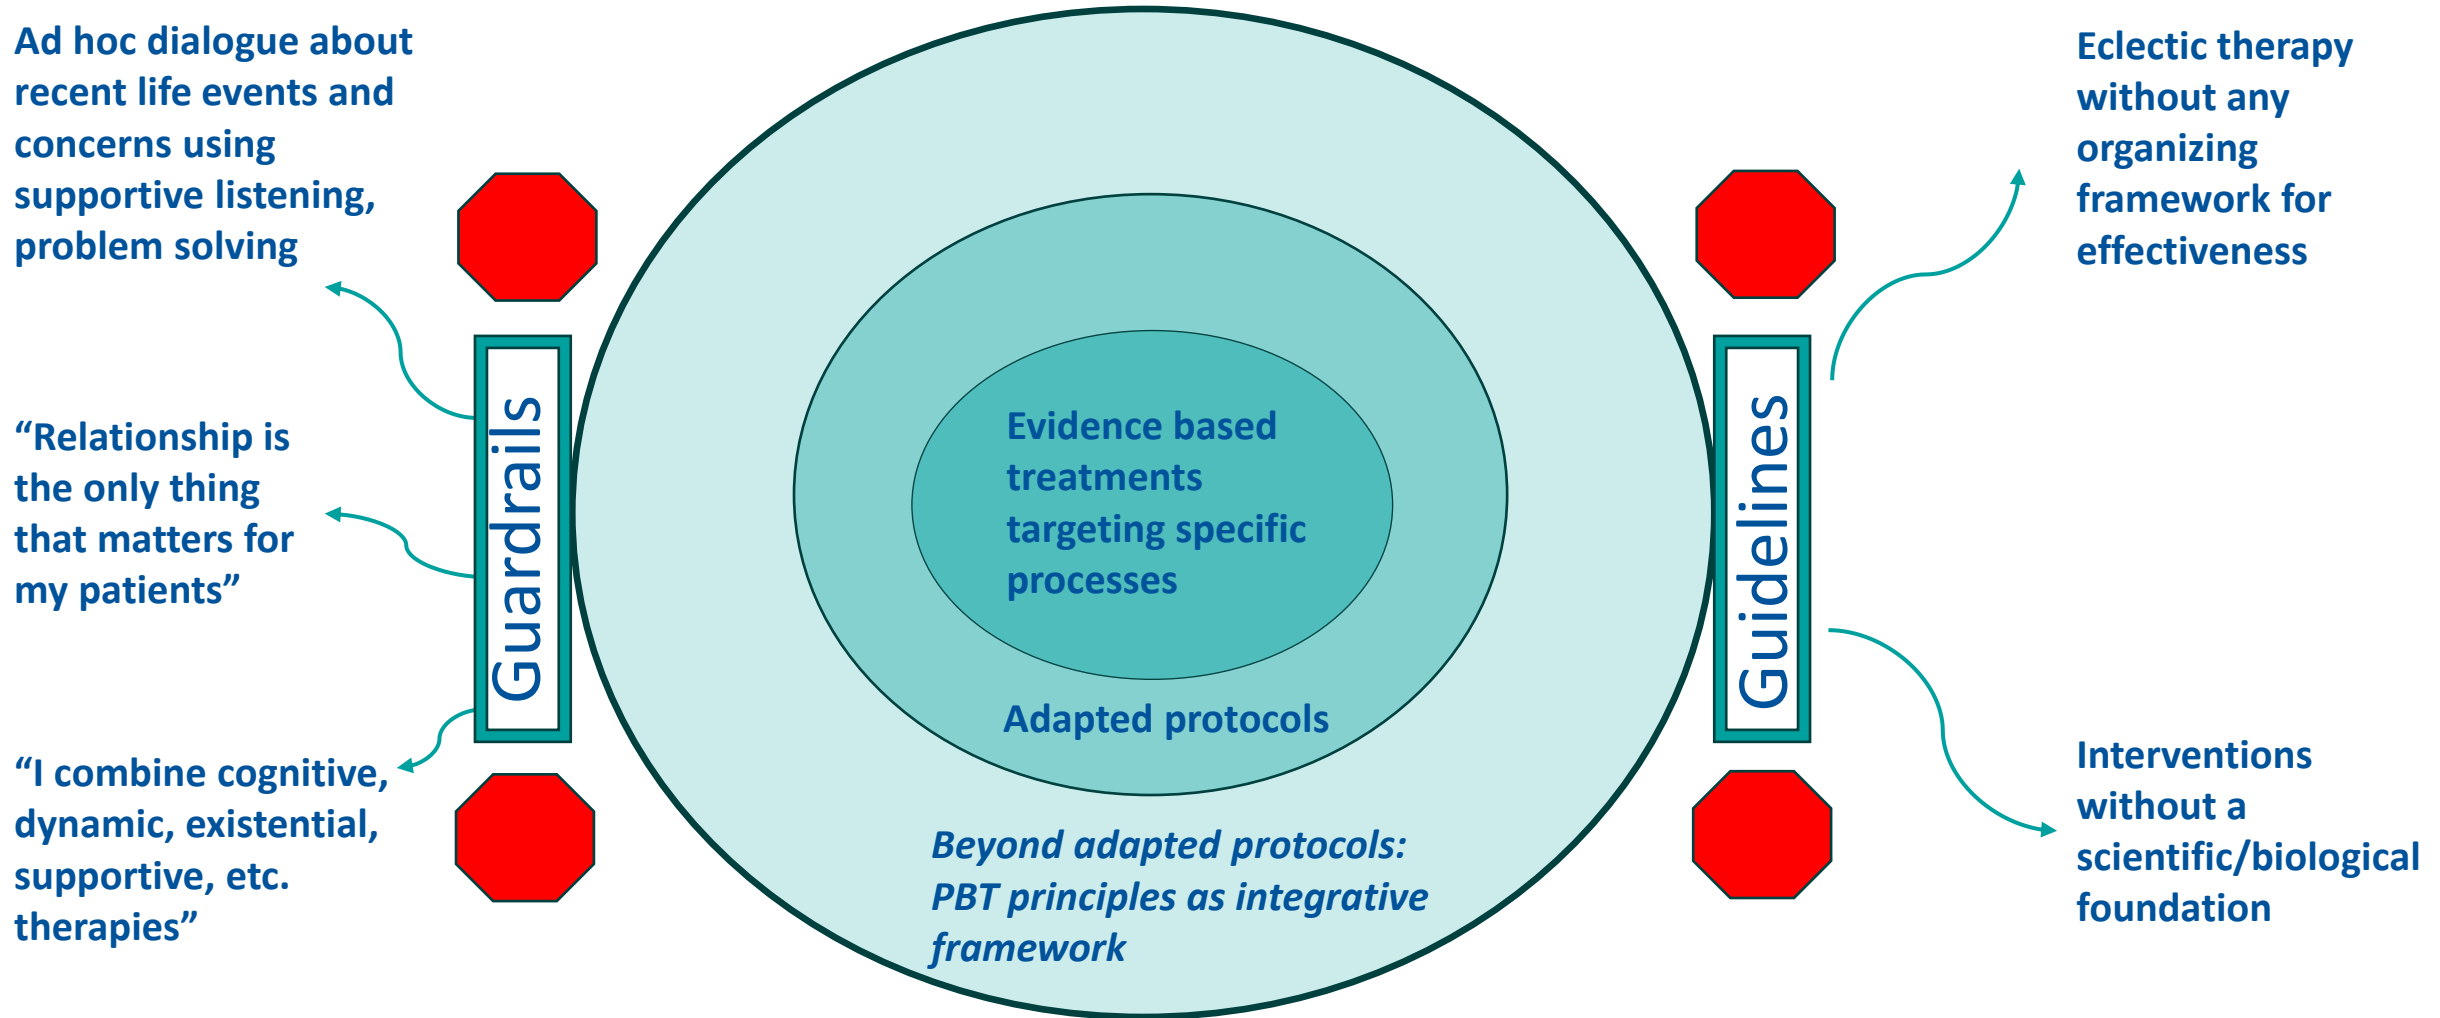 Ad hoc dialogue about
recent life events and
concerns using
supportive listening,
problem solving
“Relationship is
the only thing
that matters for
my patients”
“I combine cognitive,
dynamic, existential,
supportive, etc.
therapies”
Guardrails
Evidence based
treatments
targeting specific
processes
Adapted protocols
Beyond adapted protocols:
PBT principles as integrative
framework
Guidelines
Eclectic therapy
without any
organizing
framework for
effectiveness
Interventions
without a
scientific/biological
foundation